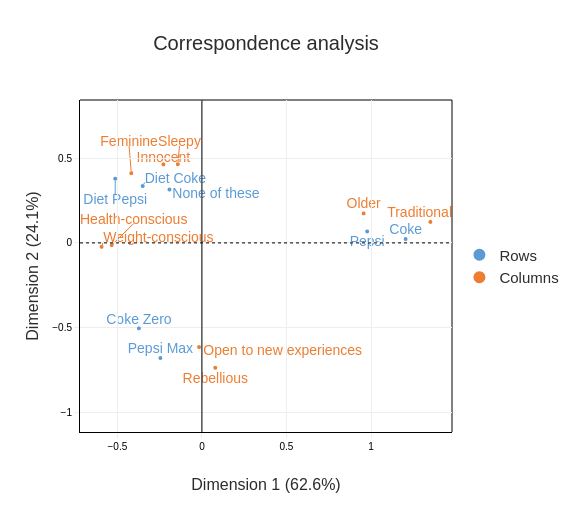 Correspondence analysis
Feminine Sleepy
Innocent
Diet Coke
Diet Pepsi
None of these
Older
Traditional
Health-conscious
Weight-conscious
Coke
Pepsi
Coke Zero
Pepsi Max
Open to new experiences
Rebellious
0.5
0
−0.5
−1
−0.5
0
0.5
1
Dimension 2 (24.1%)
Dimension 1 (62.6%)
Rows
Columns